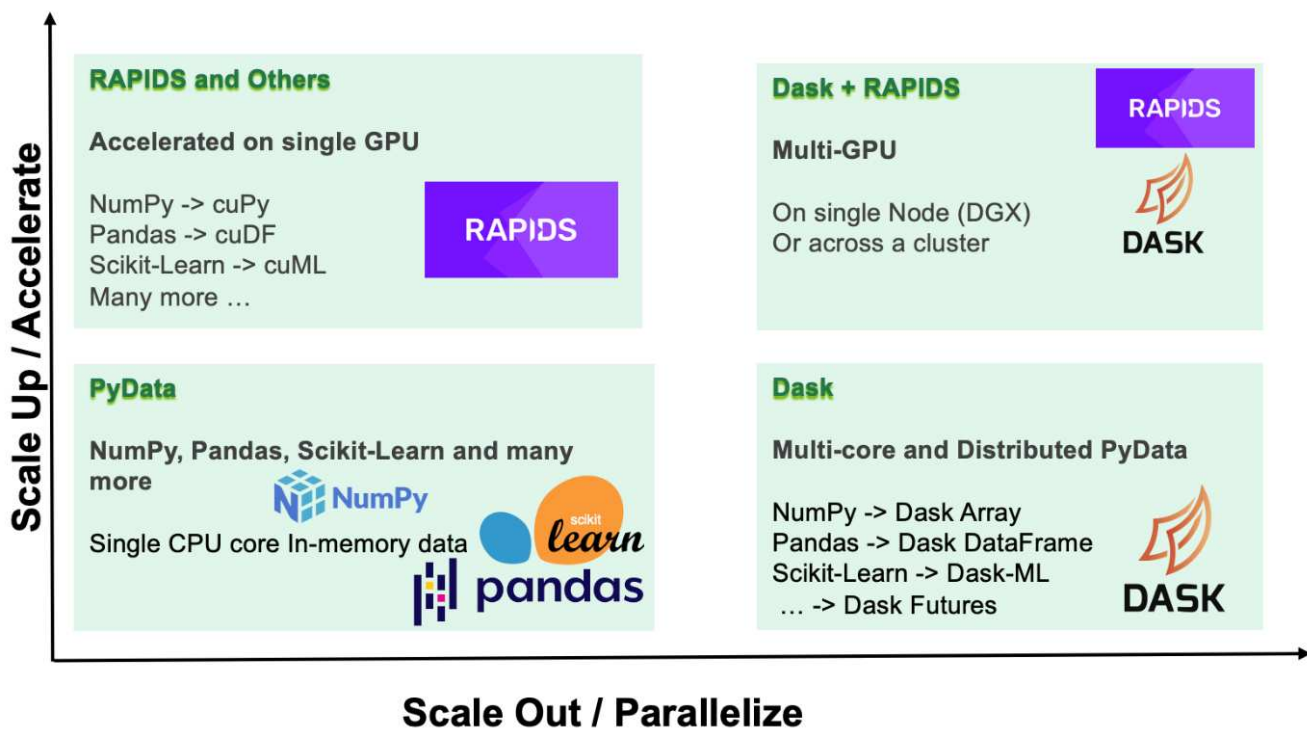 Scale Up / Accelerate
RAPIDS and Others
Accelerated on single GPU
NumPy -> cuPy
Pandas -> cuDF
Scikit-Learn -> cuML
Many more …
RAPIDS
Dask + RAPIDS
Multi-GPU
On single Node (DGX)
Or across a cluster
RAPIDS
DASK
PyData
NumPy, Pandas, Scikit-Learn and many
more
NumPy
Single CPU core In-memory data
scikit
learn
pandas
Dask
Multi-core and Distributed PyData
NumPy -> Dask Array
Pandas -> Dask DataFrame
Scikit-Learn -> Dask-ML
… -> Dask Futures
DASK
Scale Out / Parallelize